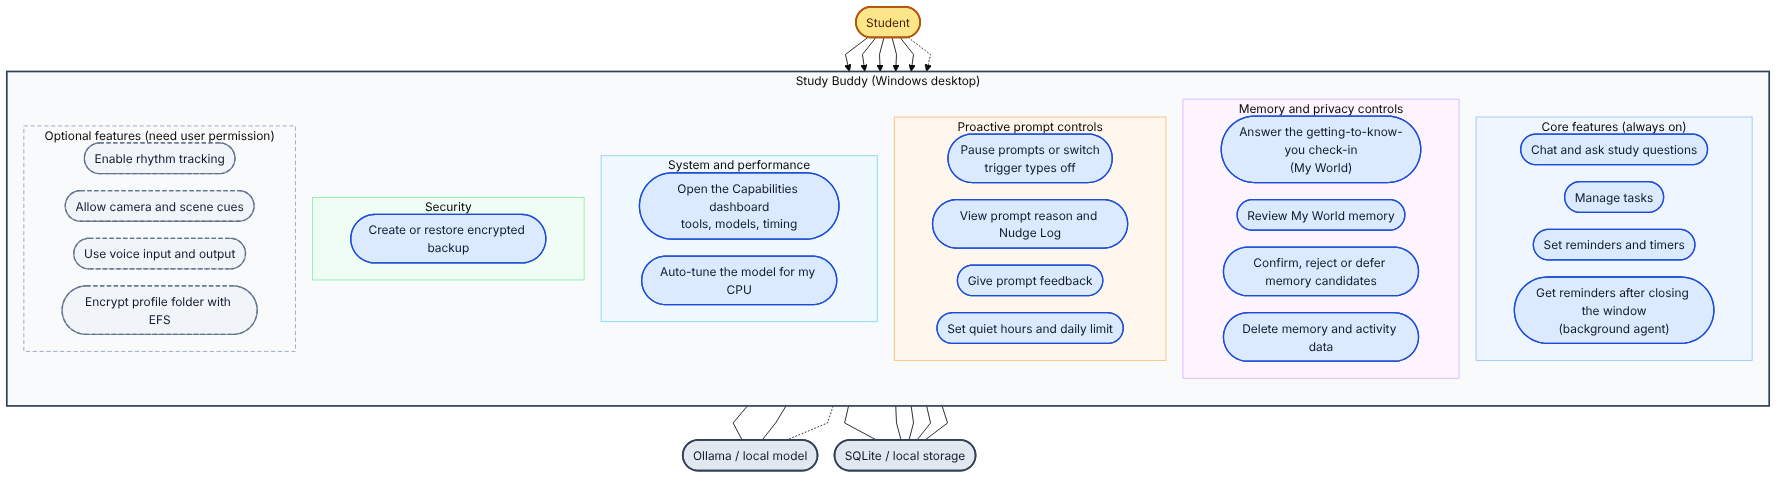 Student
Study Buddy (Windows desktop)
Optional features (need user permission)
Enable rhythm tracking
Allow camera and scene cues
Use voice input and output
Encrypt profile folder with
EFS
Security
Create or restore encrypted
backup
System and performance
Open the Capabilities
dashboard
tools, models, timing
Auto-tune the model for my
CPU
Proactive prompt controls
Pause prompts or switch
trigger types off
View prompt reason and
Nudge Log
Give prompt feedback
Set quiet hours and daily limit
Memory and privacy controls
Answer the getting-to-know-
you check-in
(My World)
Review My World memory
Confirm, reject or defer
memory candidates
Delete memory and activity
data
Core features (always on)
Chat and ask study questions
Manage tasks
Set reminders and timers
Get reminders after closing
the window
(background agent)
Ollama / local model
SQLite / local storage